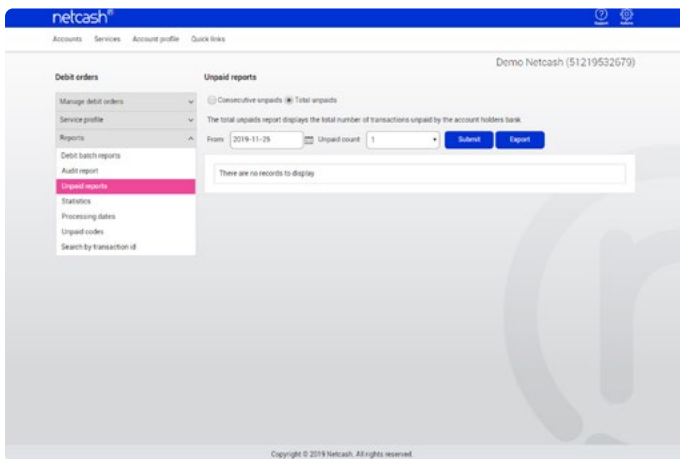 netcash
Support Admin
Accounts Services Account profile Quick links
Demo Netcash (51219532679)
Debit orders
Unpaid reports
Manage debit orders
Service profile
Reports
Debit batch reports
Audit report
Unpaid reports
Statistics
Processing dates
Unpaid codes
Search by transaction id
Consecutive unpaids Total unpaids
The total unpaids report displays the total number of transactions unpaid by the account holders bank
From: 2019-11-25 Unpaid count: 1 Submit Export
There are no records to display
Copyright © 2019 Netcash. All rights reserved.